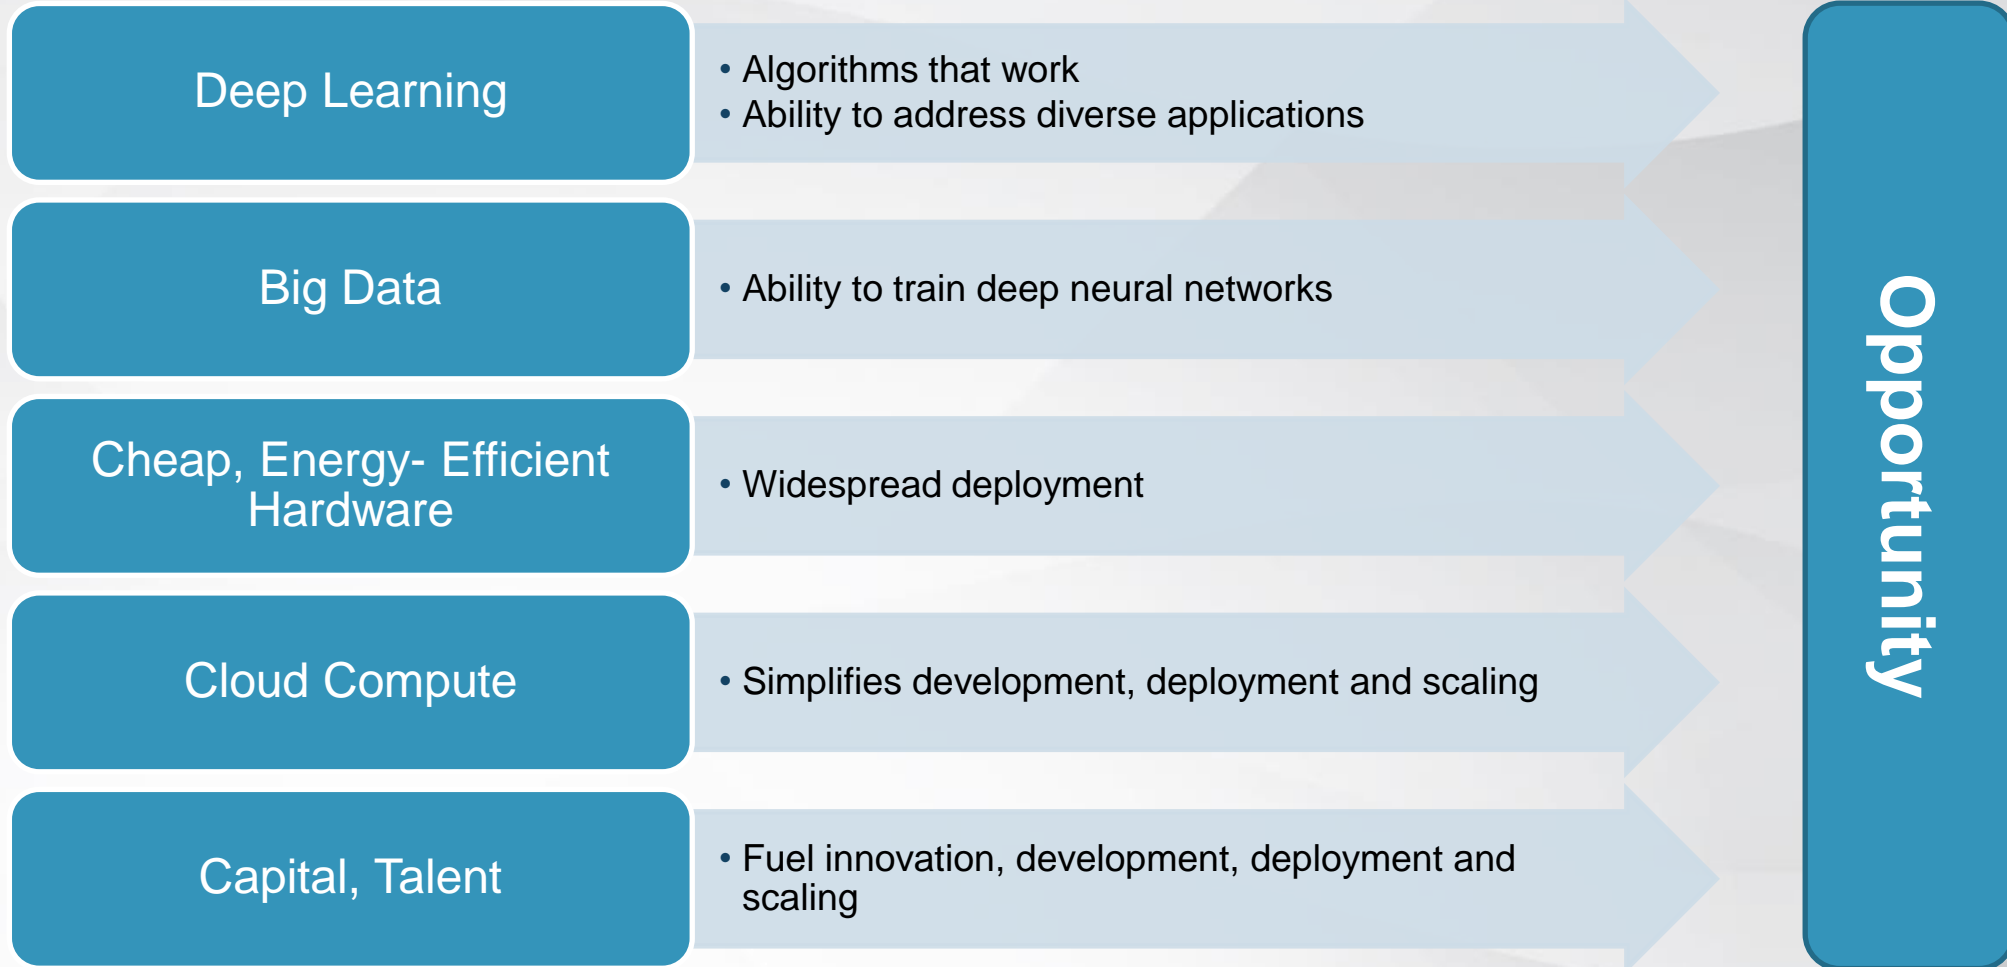 Deep Learning
• Algorithms that work
• Ability to address diverse applications
Big Data
• Ability to train deep neural networks
Cheap, Energy- Efficient
Hardware
• Widespread deployment
Cloud Compute
• Simplifies development, deployment and scaling
Capital, Talent
• Fuel innovation, development, deployment and
scaling
Opportunity